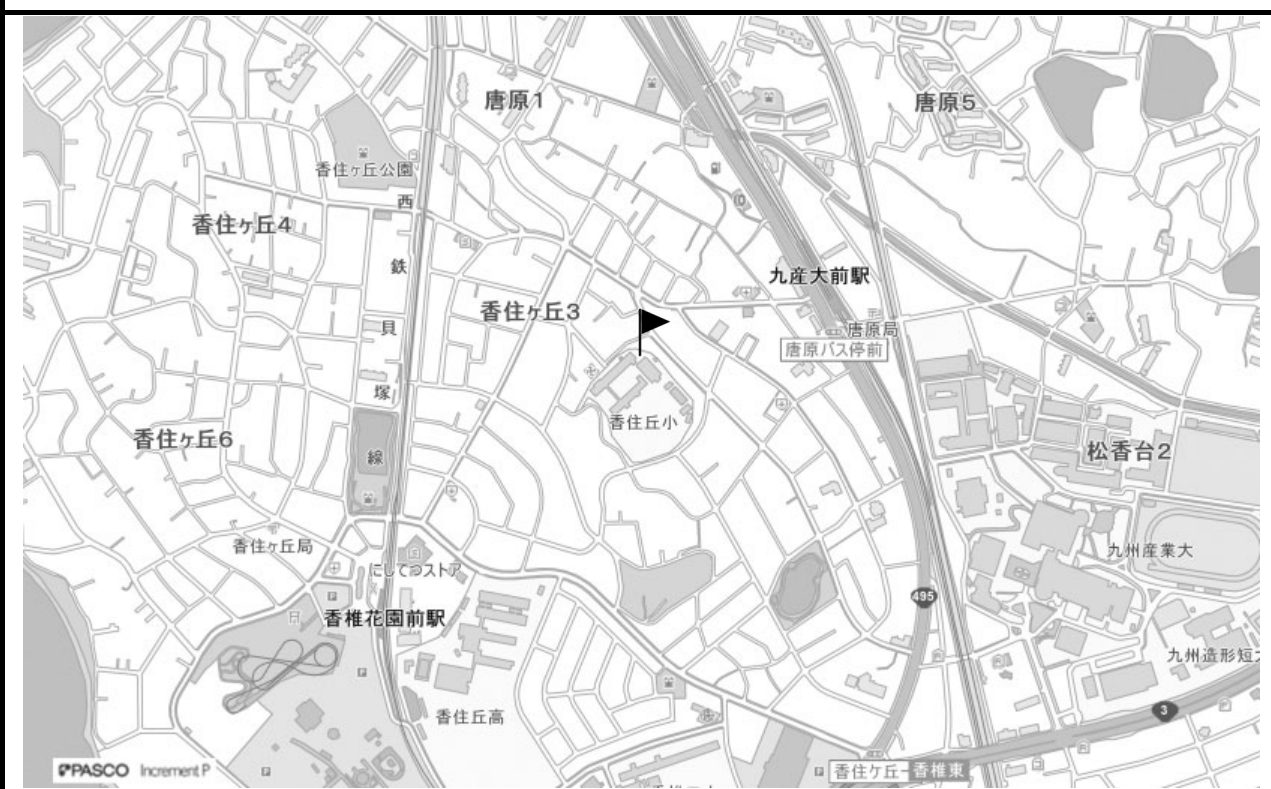 唐原1
唐原5
香住ヶ丘公園
西
香住ヶ丘4
鉄
九産大前駅
香住ヶ丘3
貝
唐原局
唐原バス停前
塚
香住丘小
香住ヶ丘6
線
松香台2
香住ヶ丘局
九州産業大
にしてつストア
495
香椎花園前駅
九州造形短
香住丘高
3
PASCO Increment P
香住ケ丘
香椎東